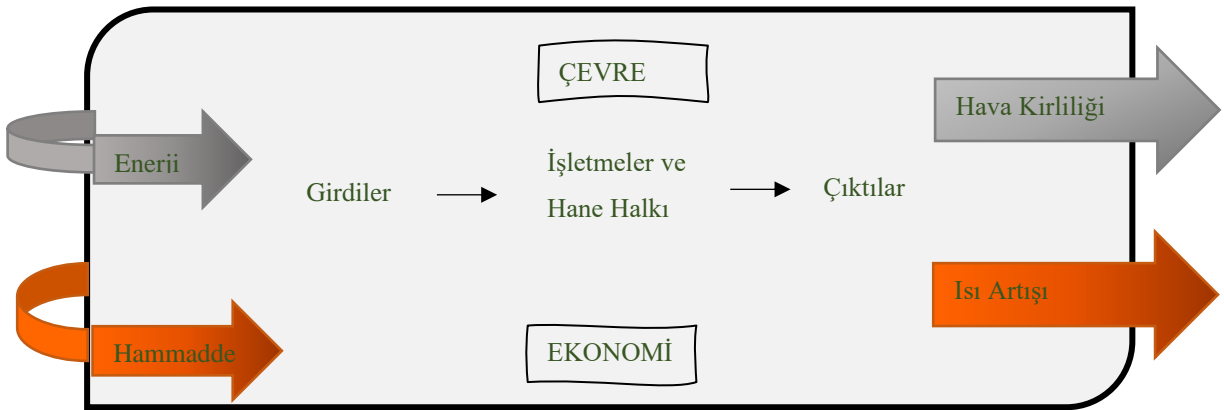 ÇEVRE
Hava Kirliliği
Enerji
Girdiler
İşletmeler ve
Hane Halkı
Çıktılar
Isı Artışı
Hammadde
EKONOMİ